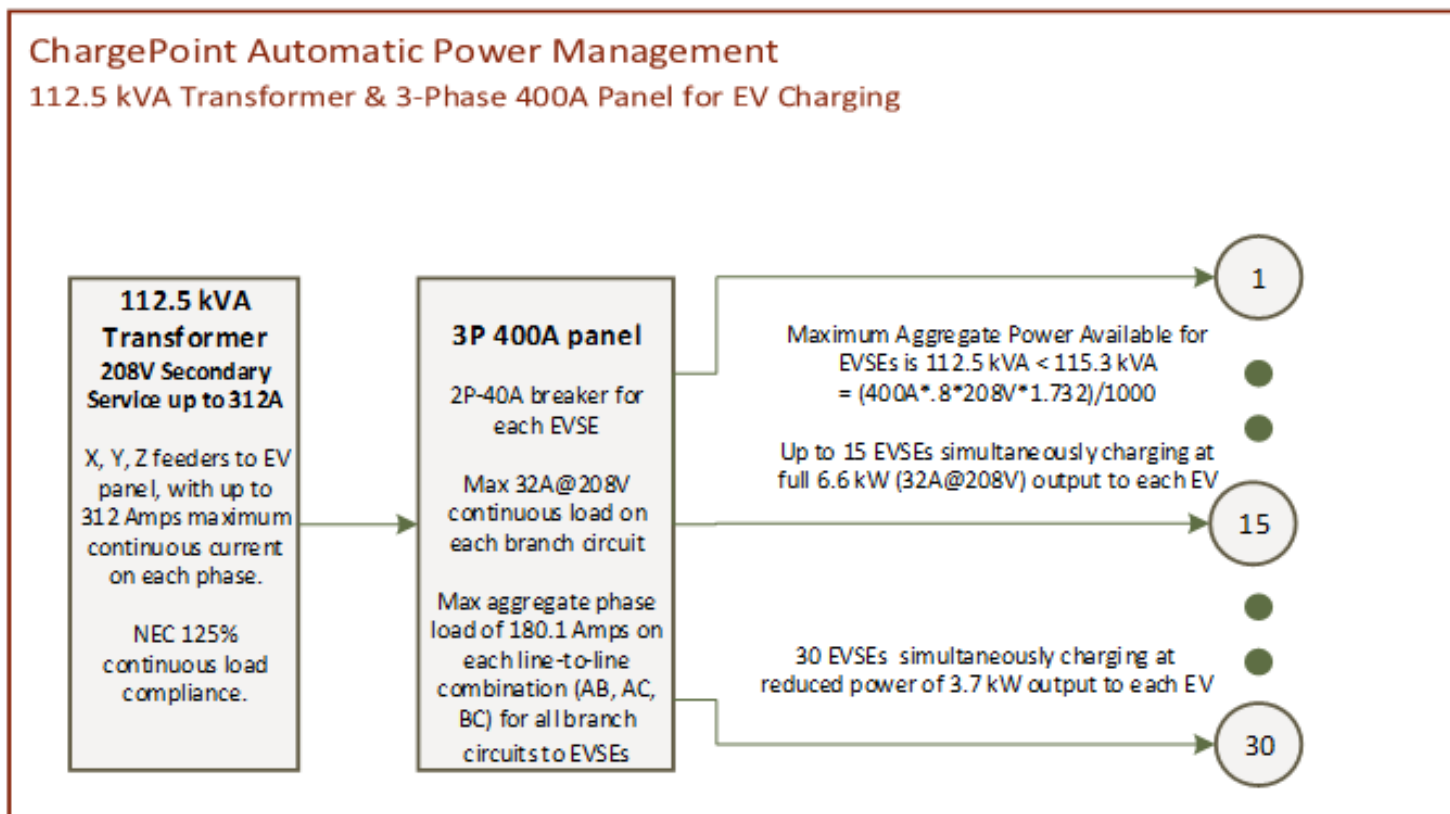 ChargePoint Automatic Power Management
112.5 kVA Transformer & 3-Phase 400A Panel for EV Charging
112.5 kVA
Transformer
208V Secondary
Service up to 312A
X, Y, Z feeders to EV
panel, with up to
312 Amps maximum
continuous current
on each phase.
NEC 125%
continuous load
compliance.
3P 400A panel
2P-40A breaker for
each EVSE
Max 32A@208V
continuous load on
each branch circuit
Max aggregate phase
load of 180.1 Amps on
each line-to-line
combination (AB, AC,
BC) for all branch
circuits to EVSEs
1
Maximum Aggregate Power Available for
EVSEs is 112.5 kVA < 115.3 kVA
= (400A*.8*208V*1.732)/1000
Up to 15 EVSEs simultaneously charging at
full 6.6 kW (32A@208V) output to each EV
15
30 EVSEs simultaneously charging at
reduced power of 3.7 kW output to each EV
30